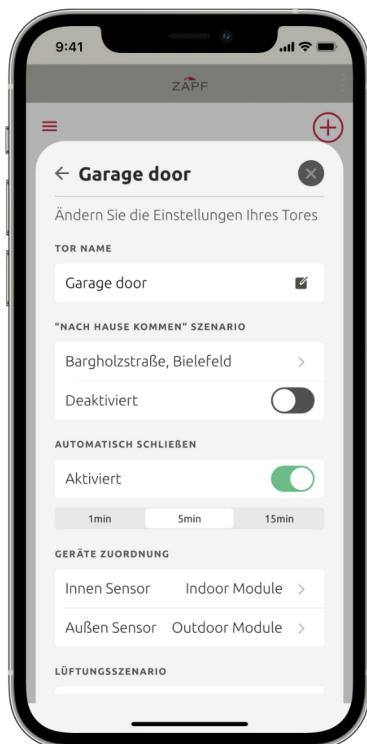 9:41
ZAPF
Garage door
Ändern Sie die Einstellungen Ihres Tores
TOR NAME
Garage door
"NACH HAUSE KOMMEN" SZENARIO
Bargholzstraße, Bielefeld
Deaktiviert
AUTOMATISCH SCHLIEßEN
Aktiviert
1min 5min 15min
GERÄTE ZUORDNUNG
Innen Sensor Indoor Module
Außen Sensor Outdoor Module
LÜFTUNGSSZENARIO